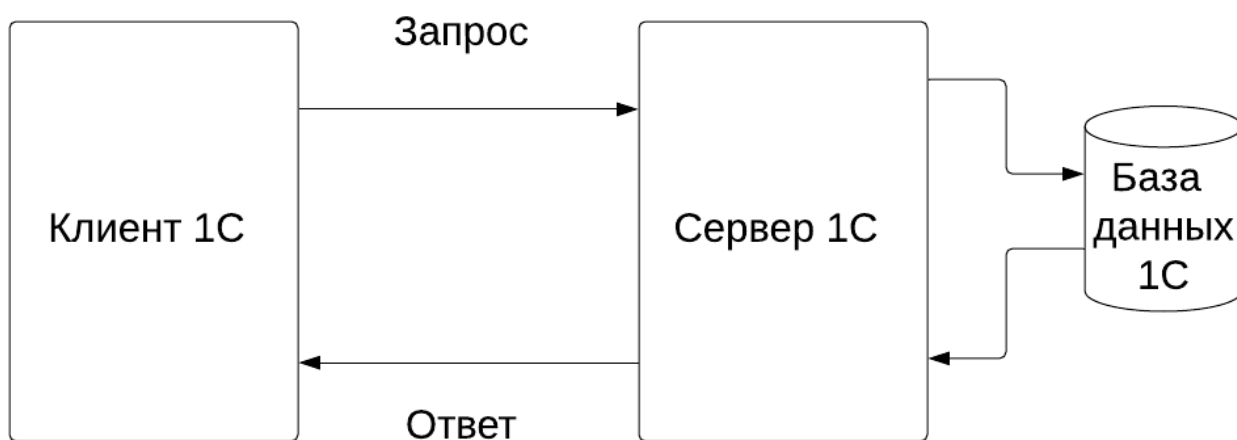 Запрос
Клиент 1С
Сервер 1С
База
данных
1С
Ответ